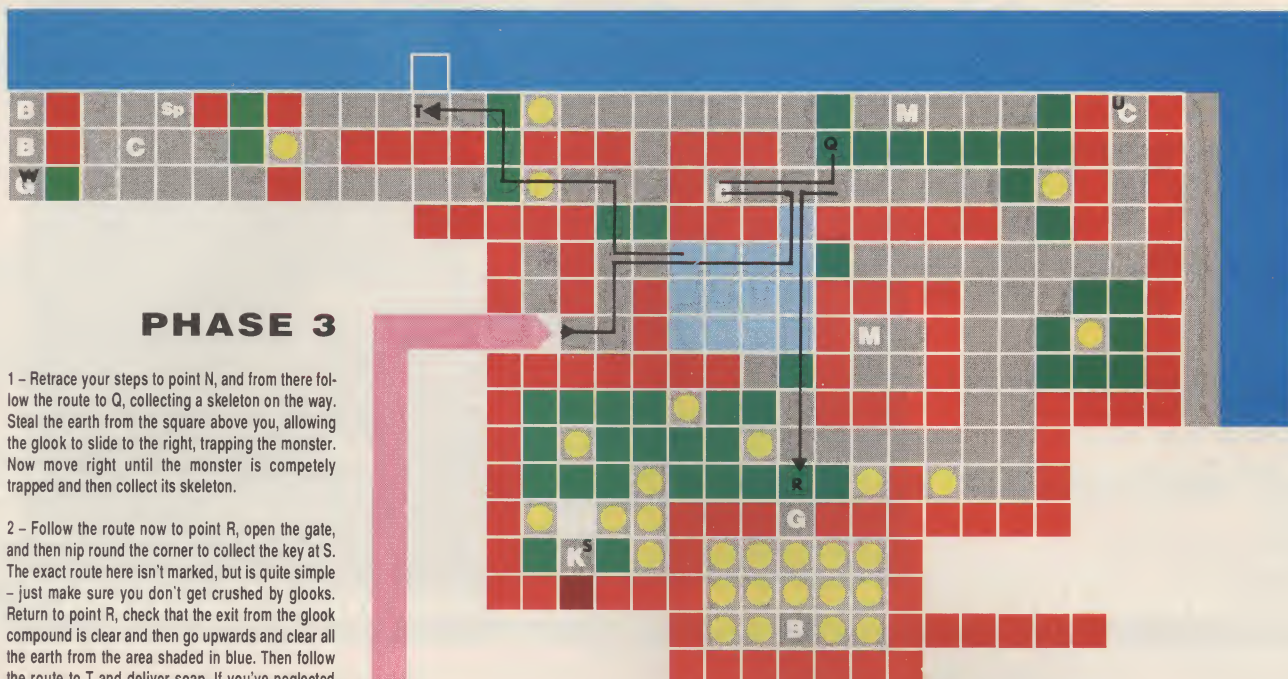 B Sp T M U C
B C Q
W G
PHASE 3
M
1 – Retrace your steps to point N, and from there fol-
low the route to Q, collecting a skeleton on the way.
Steal the earth from the square above you, allowing
the glook to slide to the right, trapping the monster.
Now move right until the monster is competely
trapped and then collect its skeleton.
2 – Follow the route now to point R, open the gate,
and then nip round the corner to collect the key at S.
The exact route here isn't marked, but is quite simple
– just make sure you don't get crushed by glooks.
Return to point R, check that the exit from the glook
compound is clear and then go upwards and clear all
the earth from the area shaded in blue. Then follow
the route to T and deliver soap. If you've neglected
R
G
K S
B